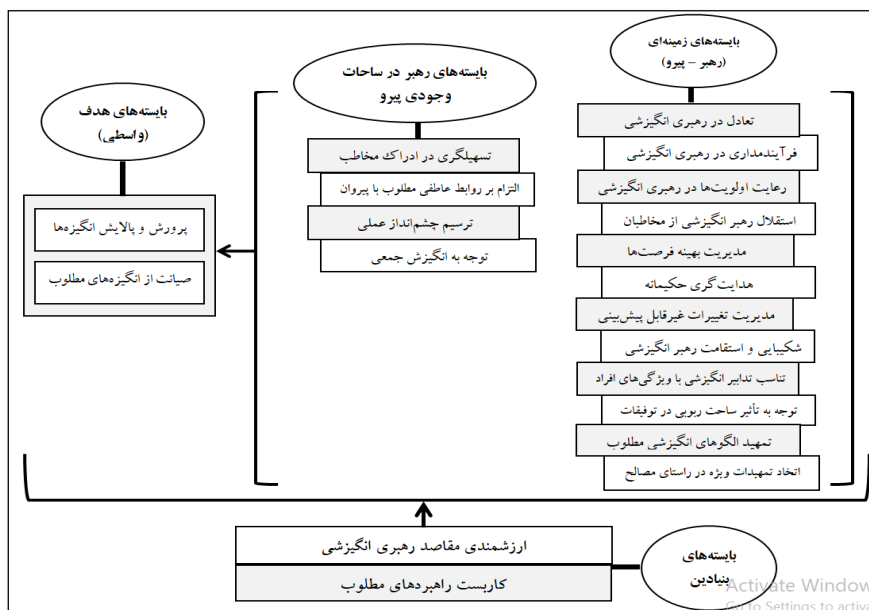 بایسته‌های زمینه‌ای
(رهبر – پیرو)
تعادل در رهبری انگیزشی
فرآیندمداری در رهبری انگیزشی
رعایت اولویت‌ها در رهبری انگیزشی
استقلال رهبر انگیزشی از مخاطبان
مدیریت بهینه فرصت‌ها
هدایت‌گری حکیمانه
مدیریت تغییرات غیرقابل پیش‌بینی
شکیبایی و استقامت رهبر انگیزشی
تناسب تدابیر انگیزشی با ویژگی‌های افراد
توجه به تأثیر ساحت ربوبی در توفیقات
تمهید الگوهای انگیزشی مطلوب
اتخاد تمهیدات ویژه در راستای مصالح
بایسته‌های رهبر در ساحات
وجودی پیرو
تسهیلگری در ادراک مخاطب
التزام بر روابط عاطفی مطلوب با پیروان
ترسیم چشم‌انداز عملی
توجه به انگیزش جمعی
بایسته‌های هدف
(واسطی)
پرورش و پالایش انگیزه‌ها
صیانت از انگیزه‌های مطلوب
بایسته‌های
بنیادین
ارزشمندی مقاصد رهبری انگیزشی
کاربست راهبردهای مطلوب
Activate Window
Go to Settings to activa